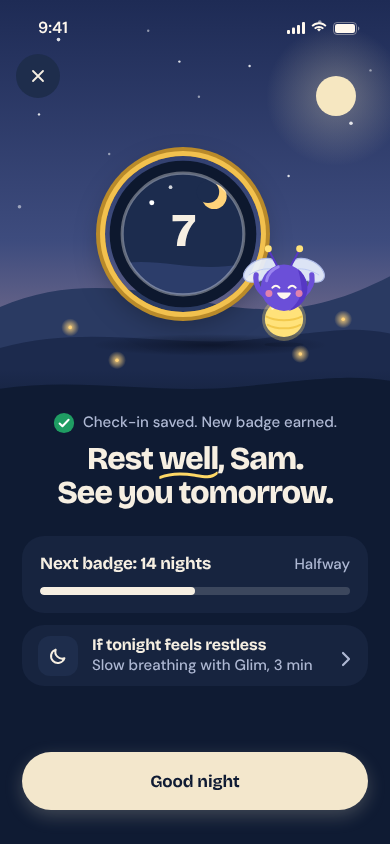 9:41
7
Check-in saved. New badge earned.
Rest well, Sam.
See you tomorrow.
Next badge: 14 nights
Halfway
If tonight feels restless
Slow breathing with Glim, 3 min
Good night